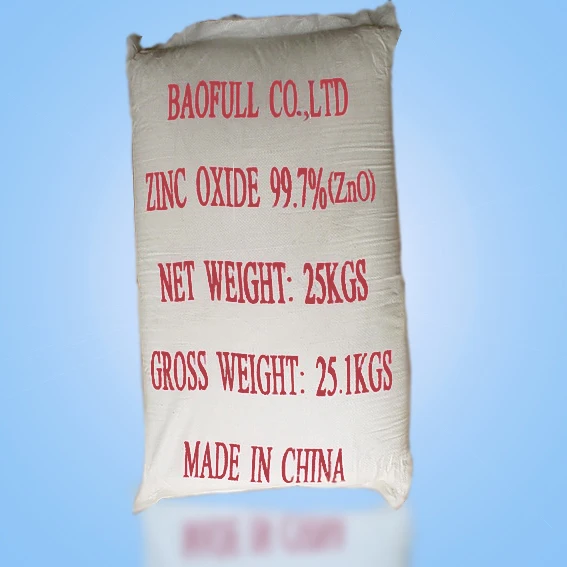 BAOFULL CO.,LTD
ZINC OXIDE 99.7%(ZnO)
NET WEIGHT: 25KGS
GROSS WEIGHT: 25.1KGS
MADE IN CHINA